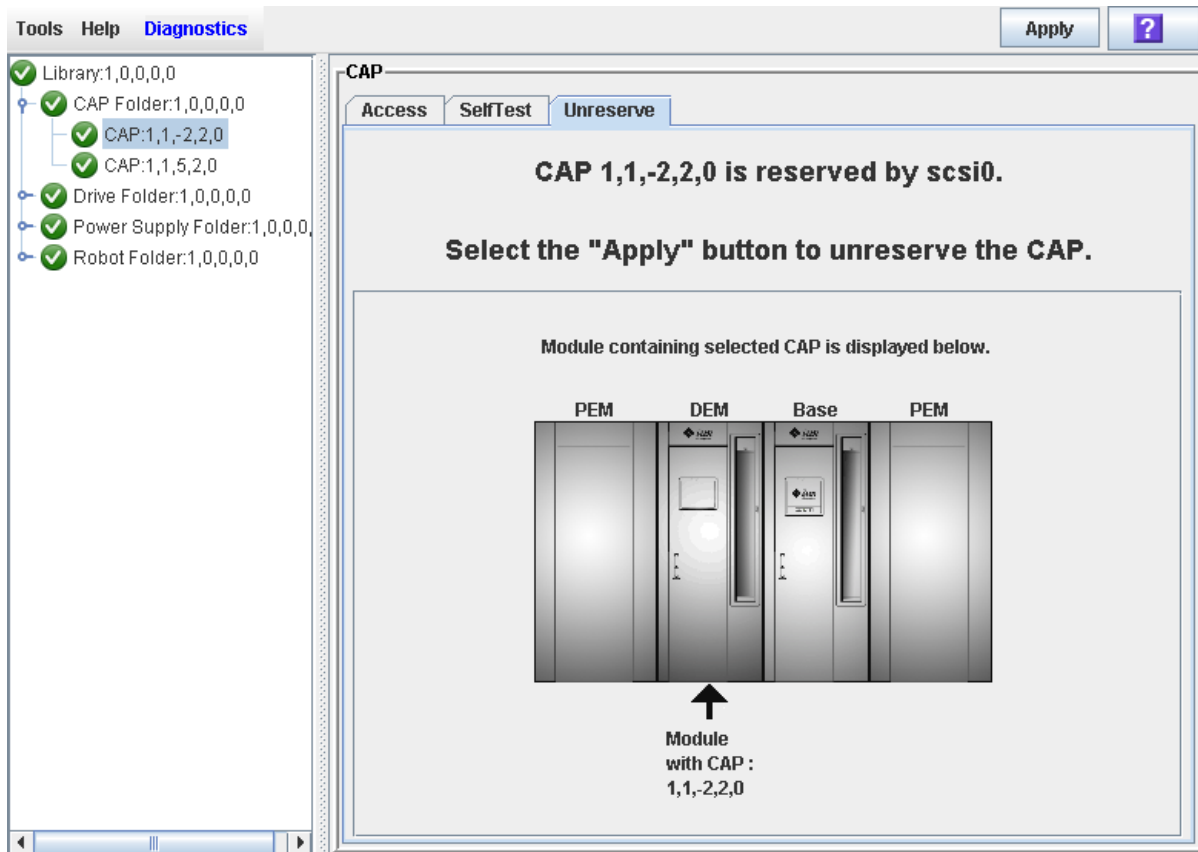 Tools Help Diagnostics
Apply
?
Library:1,0,0,0,0
CAP Folder:1,0,0,0,0
CAP:1,1,-2,2,0
CAP:1,1,5,2,0
Drive Folder:1,0,0,0,0
Power Supply Folder:1,0,0,0,
Robot Folder:1,0,0,0,0
CAP
Access SelfTest Unreserve
CAP 1,1,-2,2,0 is reserved by scsi0.
Select the "Apply" button to unreserve the CAP.
Module containing selected CAP is displayed below.
PEM DEM Base PEM
Module
with CAP :
1,1,-2,2,0